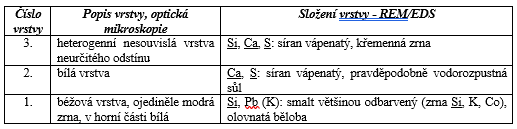 Číslo vrstvy
Popis vrstvy, optická mikroskopie
Složení vrstvy - REM/EDS
3.
heterogenní nesouvislá vrstva
neurčitého odstínu
Si, Ca, S: síran vápenatý, křemenná zrna
2.
bílá vrstva
Ca, S: síran vápenatý, pravděpodobně vodorozpustná
sůl
1.
béžová vrstva, ojediněle modrá
zrna, v horní části bílá
Si, Pb (K): smalt většinou odbarvený (zrna Si, K, Co),
olovnatá běloba